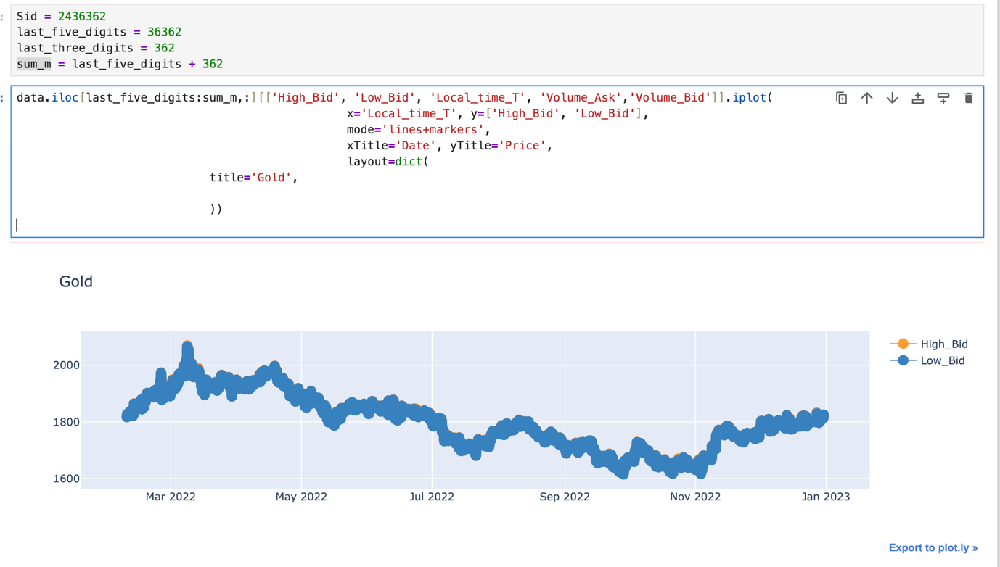 Sid = 2436362
last_five_digits = 36362
last_three_digits = 362
sum_m = last_five_digits + 362
data.iloc[last_five_digits:sum_m,:][['High_Bid', 'Low_Bid', 'Local_time_T', 'Volume_Ask','Volume_Bid']].iplot(
x='Local_time_T', y=['High_Bid', 'Low_Bid'],
mode='lines+markers',
xTitle='Date', yTitle='Price',
layout=dict(
title='Gold',
))
Gold
High_Bid
Low_Bid
2000
1800
1600
Mar 2022 May 2022 Jul 2022 Sep 2022 Nov 2022 Jan 2023
Export to plot.ly »